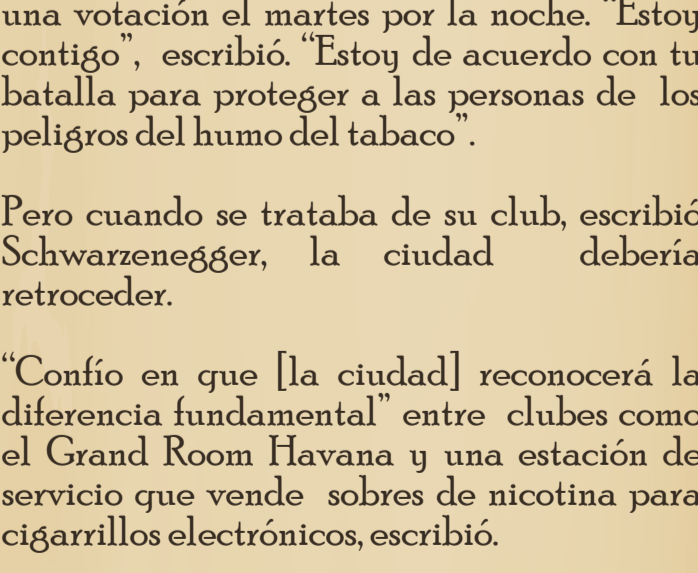 una votación el martes por la noche. “Estoy
contigo”, escribió. “Estoy de acuerdo con tu
batalla para proteger a las personas de los
peligros del humo del tabaco”.
Pero cuando se trataba de su club, escribió
Schwarzenegger, la ciudad debería
retroceder.
“Confío en que [la ciudad] reconocerá la
diferencia fundamental” entre clubes como
el Grand Room Havana y una estación de
servicio que vende sobres de nicotina para
cigarrillos electrónicos, escribió.